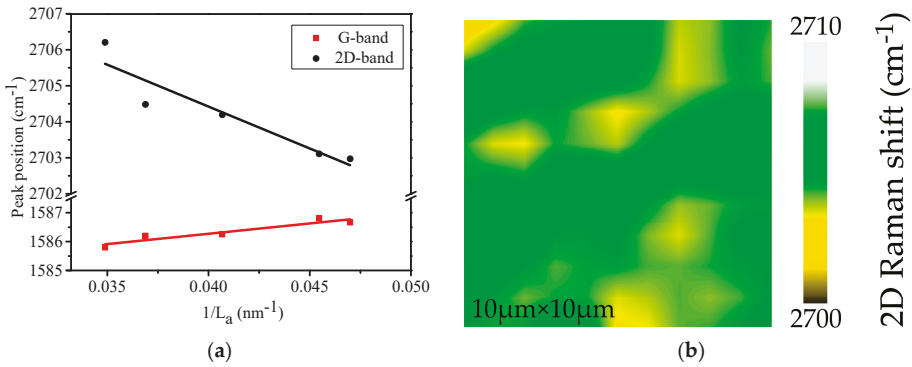 2707
2706
2705
2704
2703
2702
1587
1586
1585
Peak position (cm-1)
G-band
2D-band
0.035 0.040 0.045 0.050
1/La (nm-1)
(a)
10μm×10μm
(b)
2710
2700
2D Raman shift (cm-1)